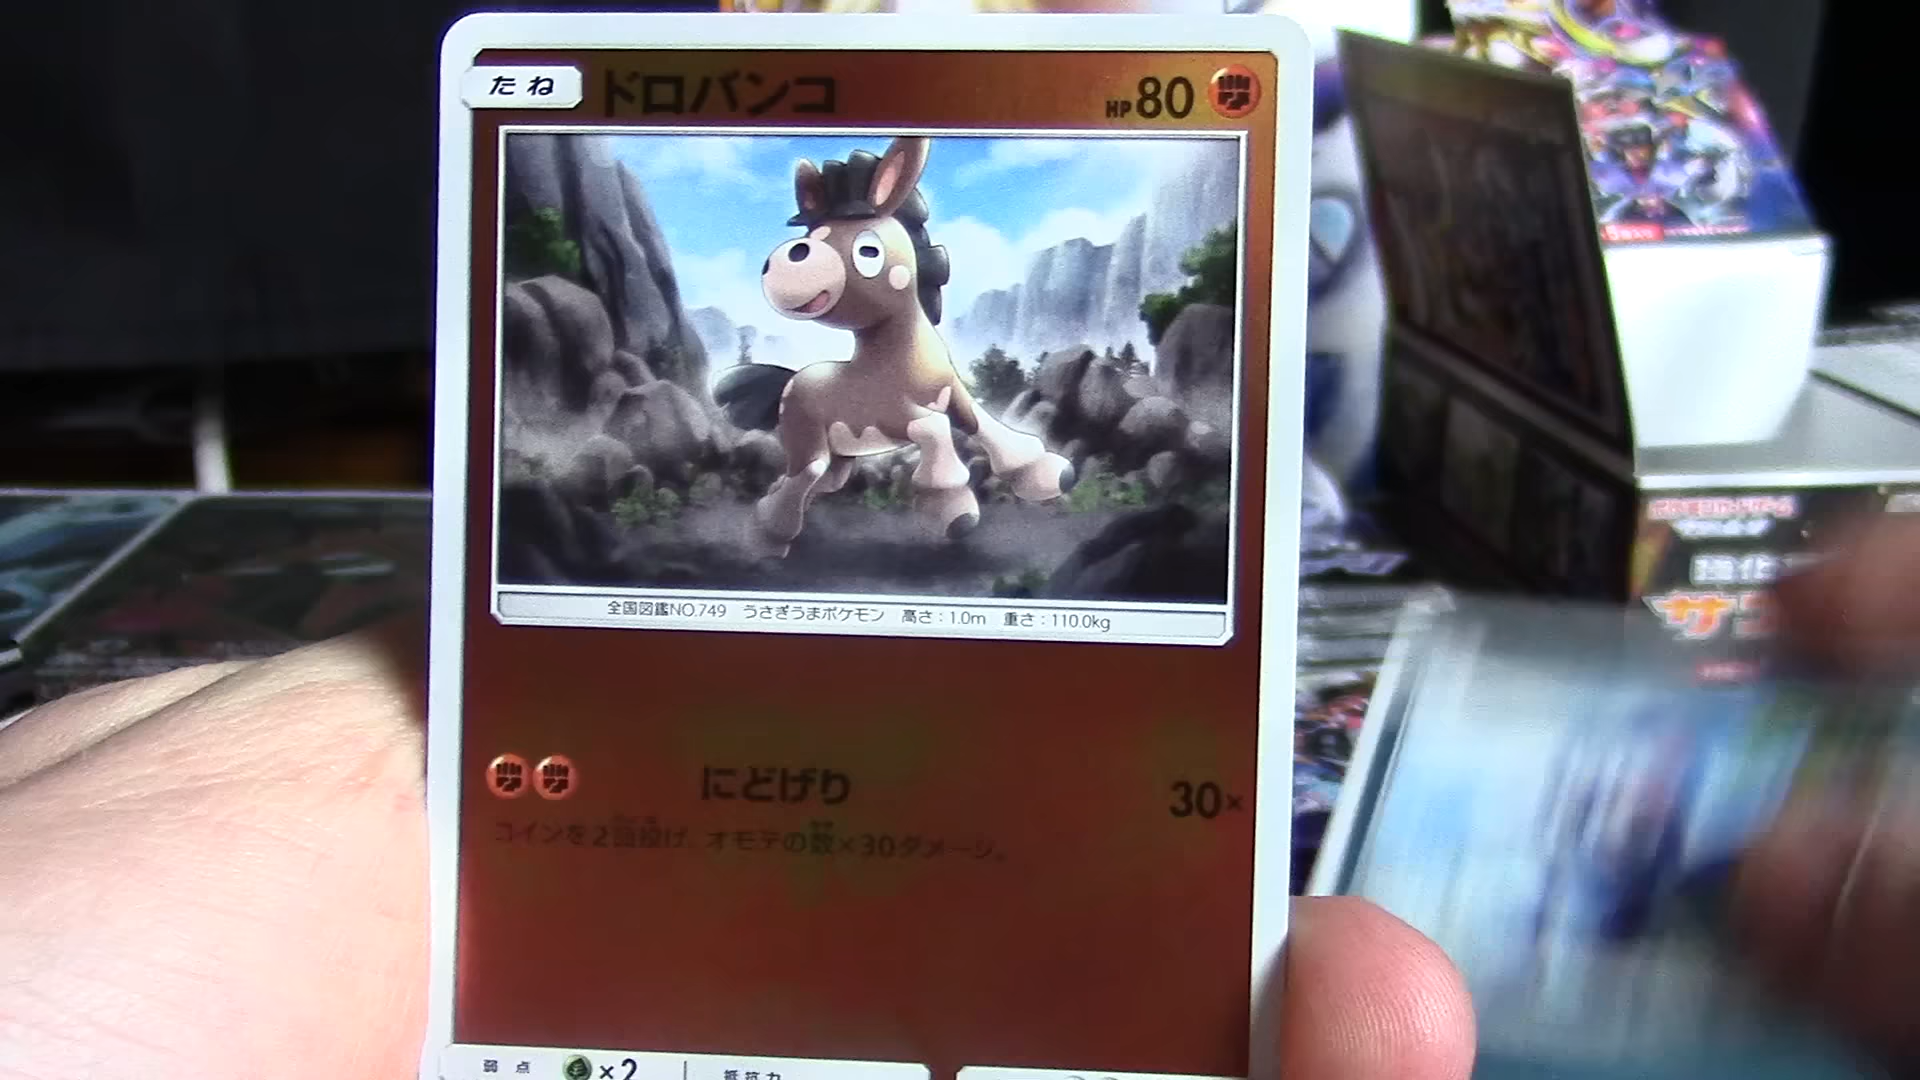 たね ドロバンコ HP80
全国図鑑NO.749 うさぎうまポケモン 高さ:1.0m 重さ:110.0kg
にどげり 30×
コインを2回投げ、オモテの数×30ダメージ。
弱点 ×2 抵抗力